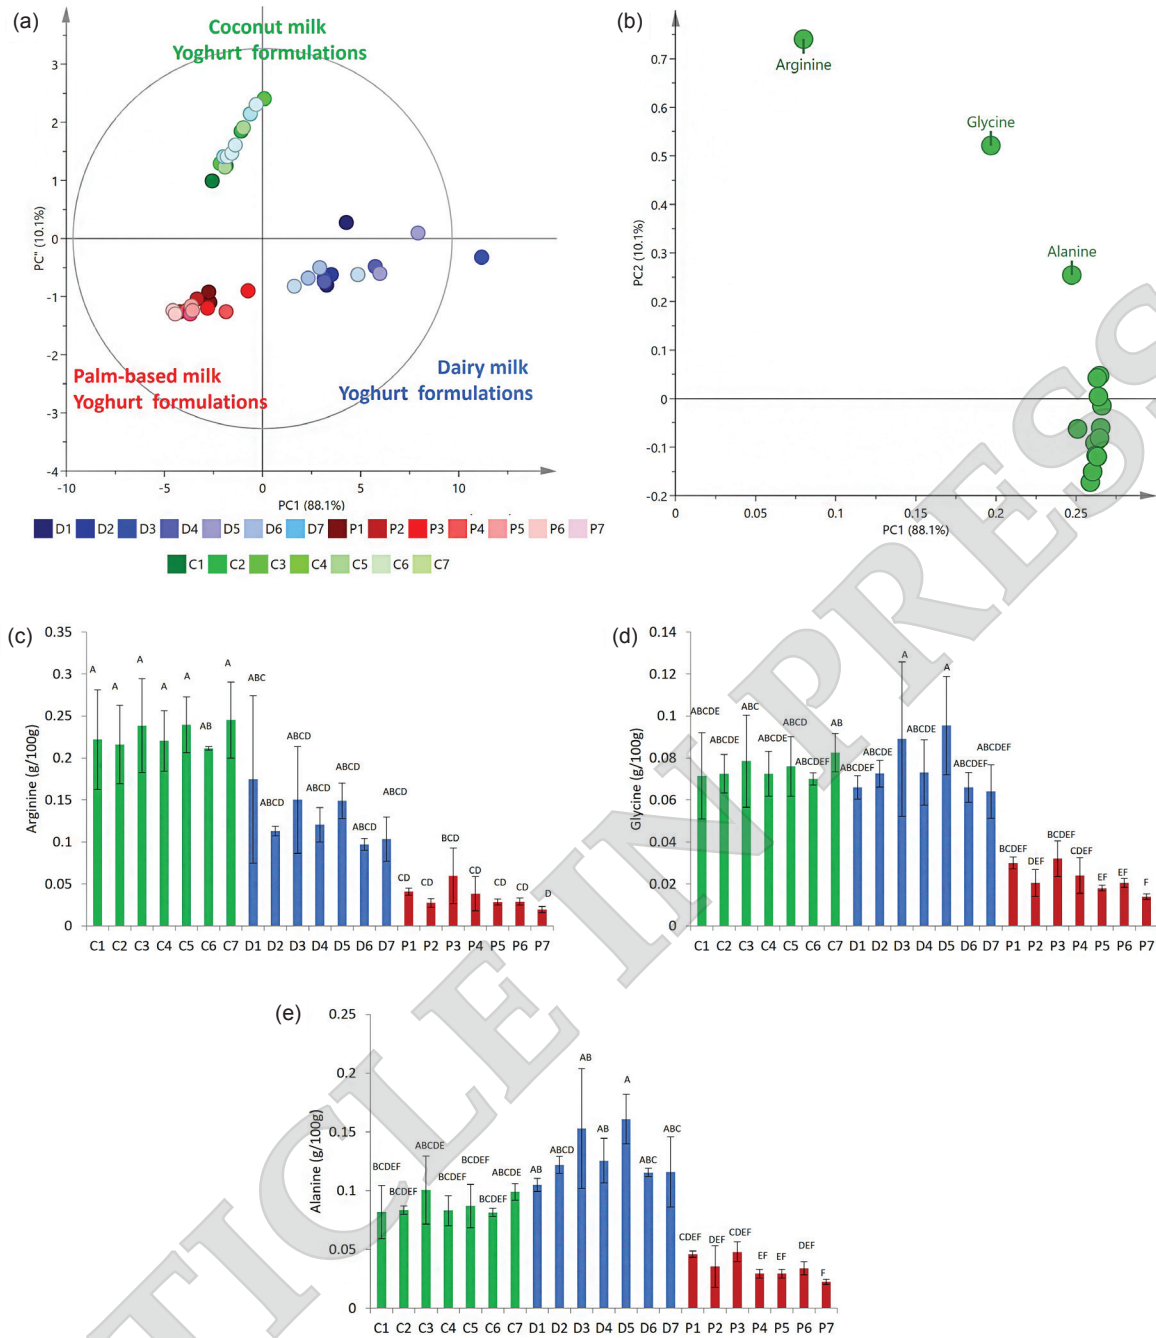 (a)
Coconut milk
Yoghurt formulations
3
2
1
0
-1
-2
-3
-4
PC" (10.1%)
Palm-based milk
Yoghurt formulations
Dairy milk
Yoghurt formulations
-10 -5 0 5 10
PC1 (88.1%)
D1 D2 D3 D4 D5 D6 D7 P1 P2 P3 P4 P5 P6 P7
C1 C2 C3 C4 C5 C6 C7
(b)
0.7
0.6
0.5
0.4
0.3
0.2
0.1
0
-0.1
-0.2
PC2 (10.1%)
Arginine
Glycine
Alanine
0 0.05 0.1 0.15 0.2 0.25
PC1 (88.1%)
(c)
0.35
0.3
0.25
0.2
0.15
0.1
0.05
0
Arginine (g/100g)
A A A A A AB A ABC ABCD ABCD ABCD ABCD ABCD ABCD CD CD BCD CD CD CD D
C1 C2 C3 C4 C5 C6 C7 D1 D2 D3 D4 D5 D6 D7 P1 P2 P3 P4 P5 P6 P7
(d)
0.14
0.12
0.1
0.08
0.06
0.04
0.02
0
Glycine (g/100g)
ABCDE ABCDE ABC ABCDE ABCD ABCDEF AB ABCDEF ABCDE A ABCDE A ABCDEF ABCDEF BCDEF DEF BCDEF CDEF EF EF F
C1 C2 C3 C4 C5 C6 C7 D1 D2 D3 D4 D5 D6 D7 P1 P2 P3 P4 P5 P6 P7
(e)
0.25
0.2
0.15
0.1
0.05
0
Alanine (g/100g)
BCDEF BCDEF ABCDE BCDEF BCDEF BCDEF ABCDE AB ABCD AB AB A ABC ABC CDEF DEF CDEF EF EF DEF F
C1 C2 C3 C4 C5 C6 C7 D1 D2 D3 D4 D5 D6 D7 P1 P2 P3 P4 P5 P6 P7
TICLE IN PRESS